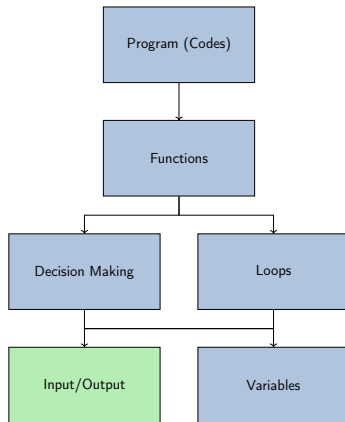 Program (Codes)
Functions
Decision Making
Loops
Input/Output
Variables